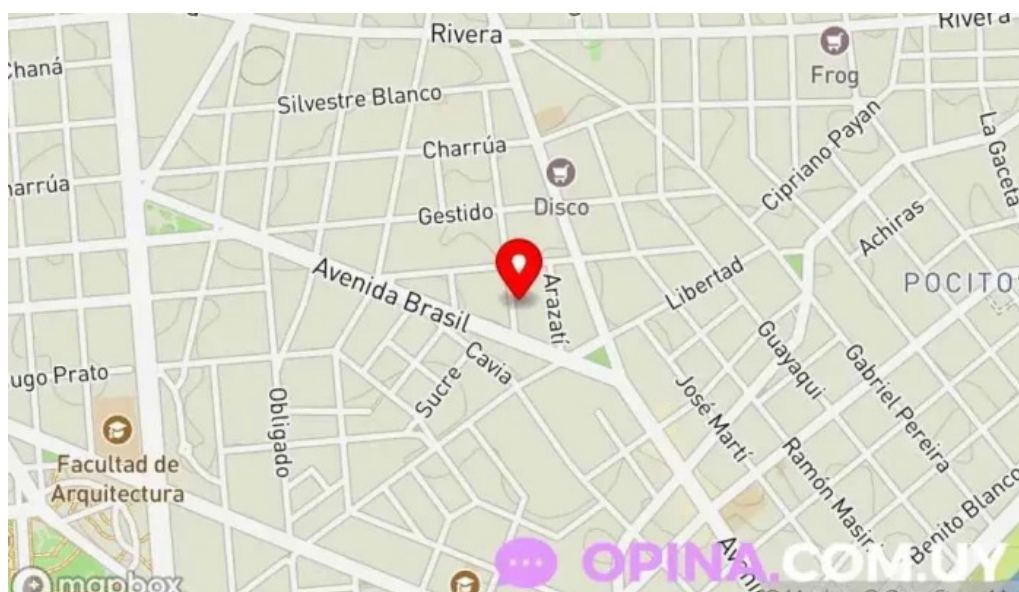 Rivera
Rivera
Chaná
Frog
Silvestre Blanco
Cipriano Payan
La Gaceta
Charrúa
Charrúa
Disco
Gestido
Achiras
Avenida Brasil
Arazatí
Libertad
POCITOS
Cavia
Sucre
Guayaqui
Gabriel Pereira
Hugo Prato
Obligado
José Martí
Facultad de
Arquitectura
Ramón Masini
Benito Blanco
OPINA.COM.UY
mapbox